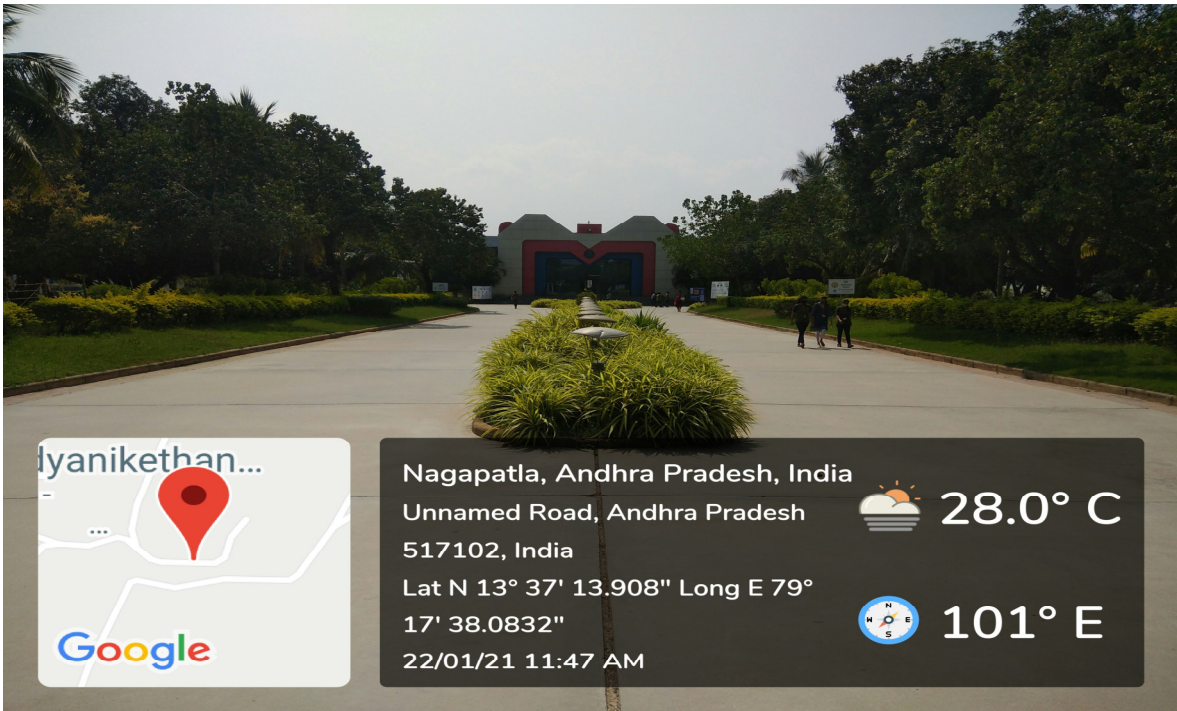 dyanikethan...
...
Google
Nagapatla, Andhra Pradesh, India
Unnamed Road, Andhra Pradesh
517102, India
Lat N 13° 37' 13.908" Long E 79°
17' 38.0832"
22/01/21 11:47 AM
28.0° C
N
W E
S
101° E